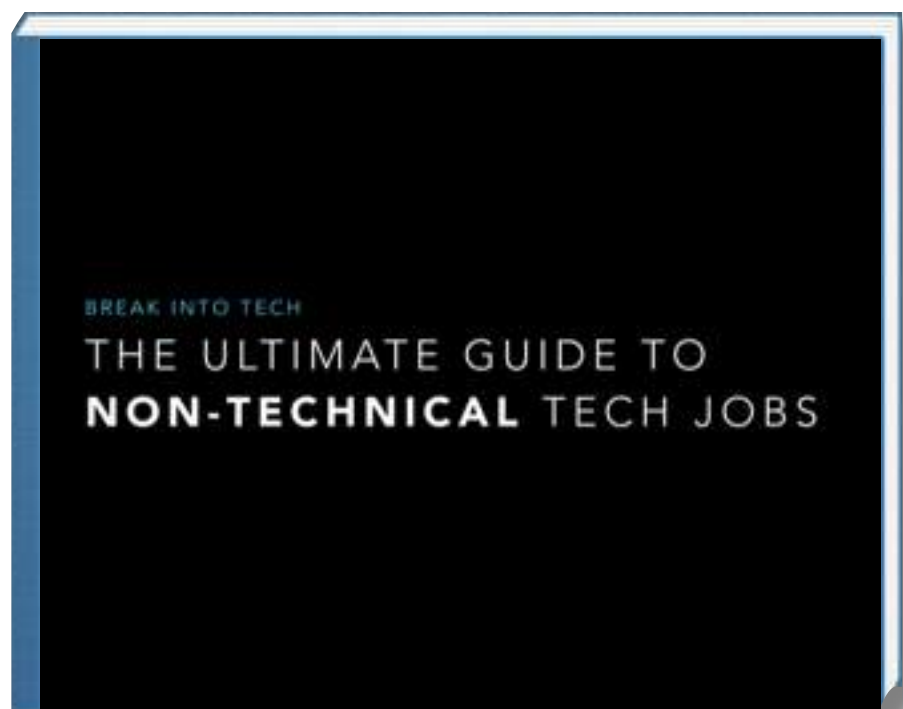 BREAK INTO TECH
THE ULTIMATE GUIDE TO
NON-TECHNICAL TECH JOBS